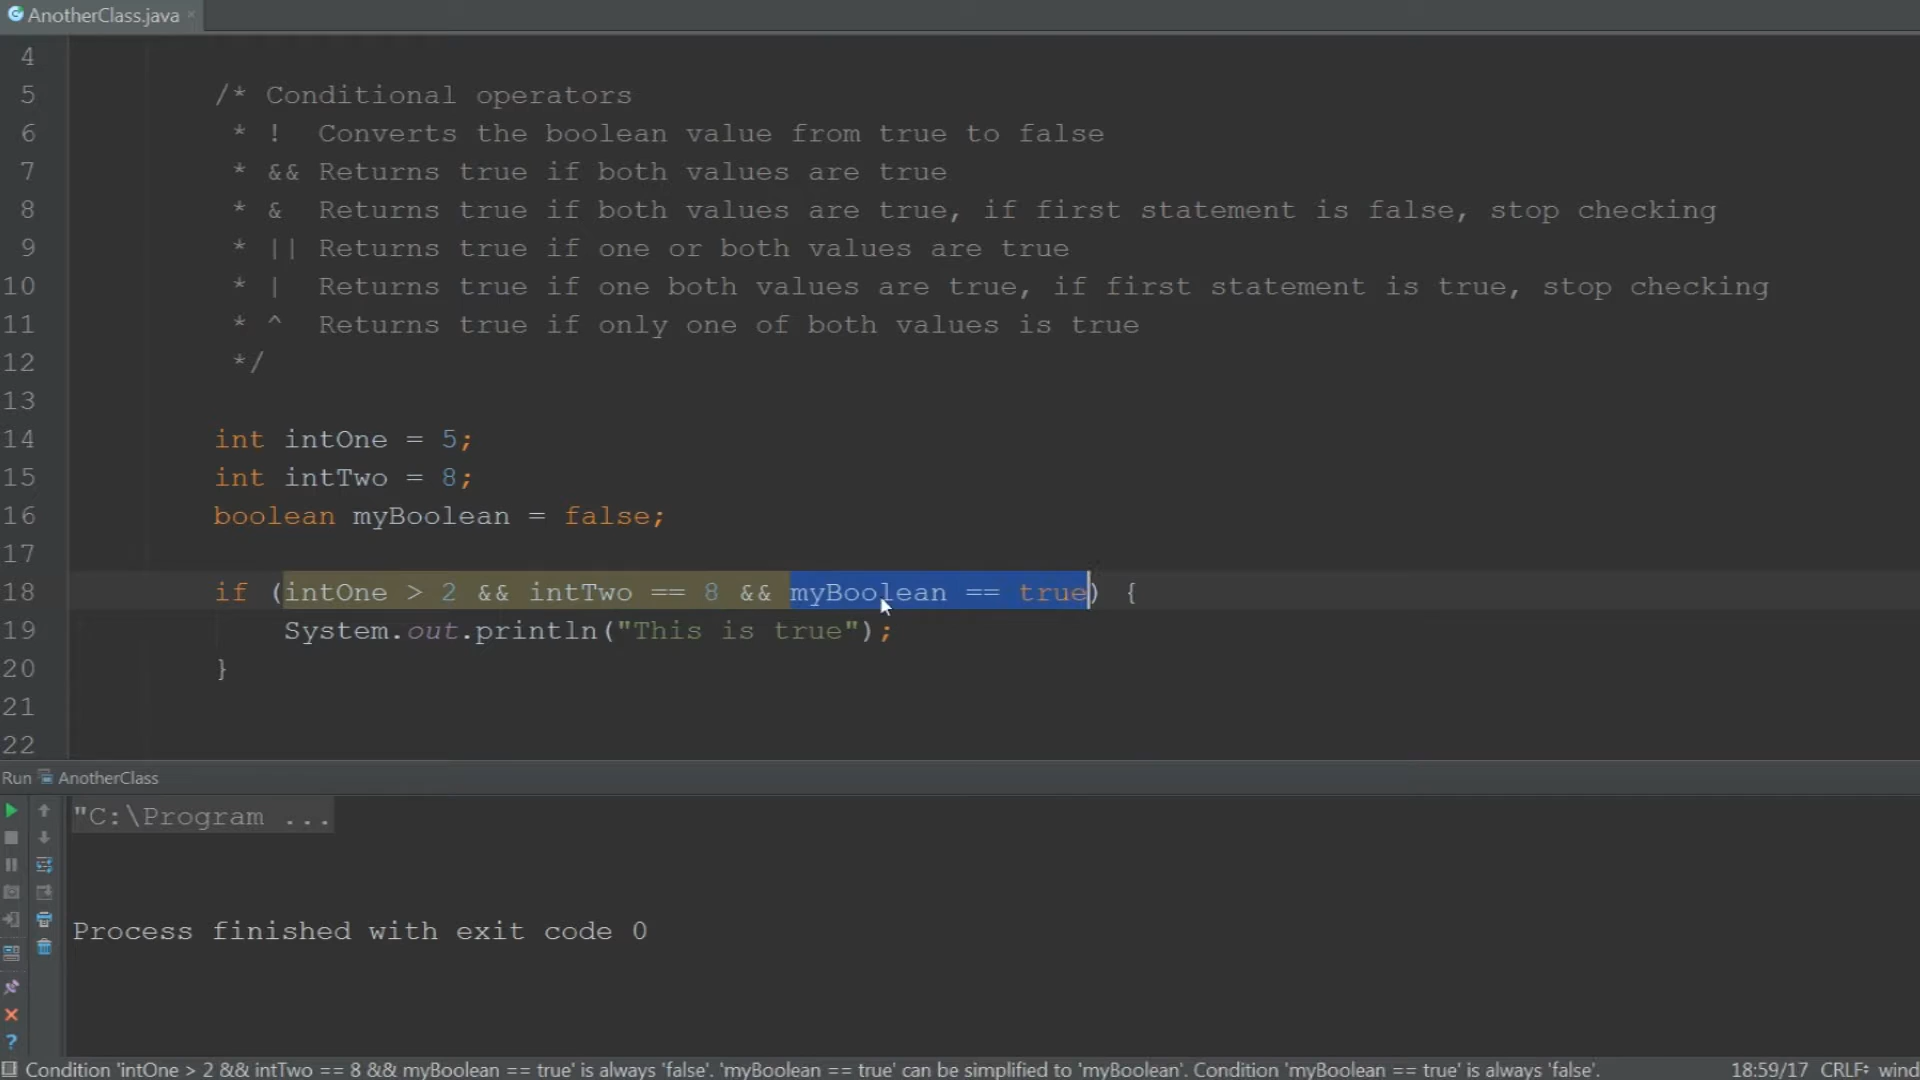 AnotherClass.java
4
5 /* Conditional operators
6 * ! Converts the boolean value from true to false
7 * && Returns true if both values are true
8 * & Returns true if both values are true, if first statement is false, stop checking
9 * || Returns true if one or both values are true
10 * | Returns true if one both values are true, if first statement is true, stop checking
11 * ^ Returns true if only one of both values is true
12 */
13
14 int intOne = 5;
15 int intTwo = 8;
16 boolean myBoolean = false;
17
18 if (intOne > 2 && intTwo == 8 && myBoolean == true) {
19 System.out.println("This is true");
20 }
21
22
Run AnotherClass
"C:\Program ...
Process finished with exit code 0
Condition 'intOne > 2 && intTwo == 8 && myBoolean == true' is always 'false'. 'myBoolean == true' can be simplified to 'myBoolean'. Condition 'myBoolean == true' is always 'false'. 18:59/17 CRLF÷ wind